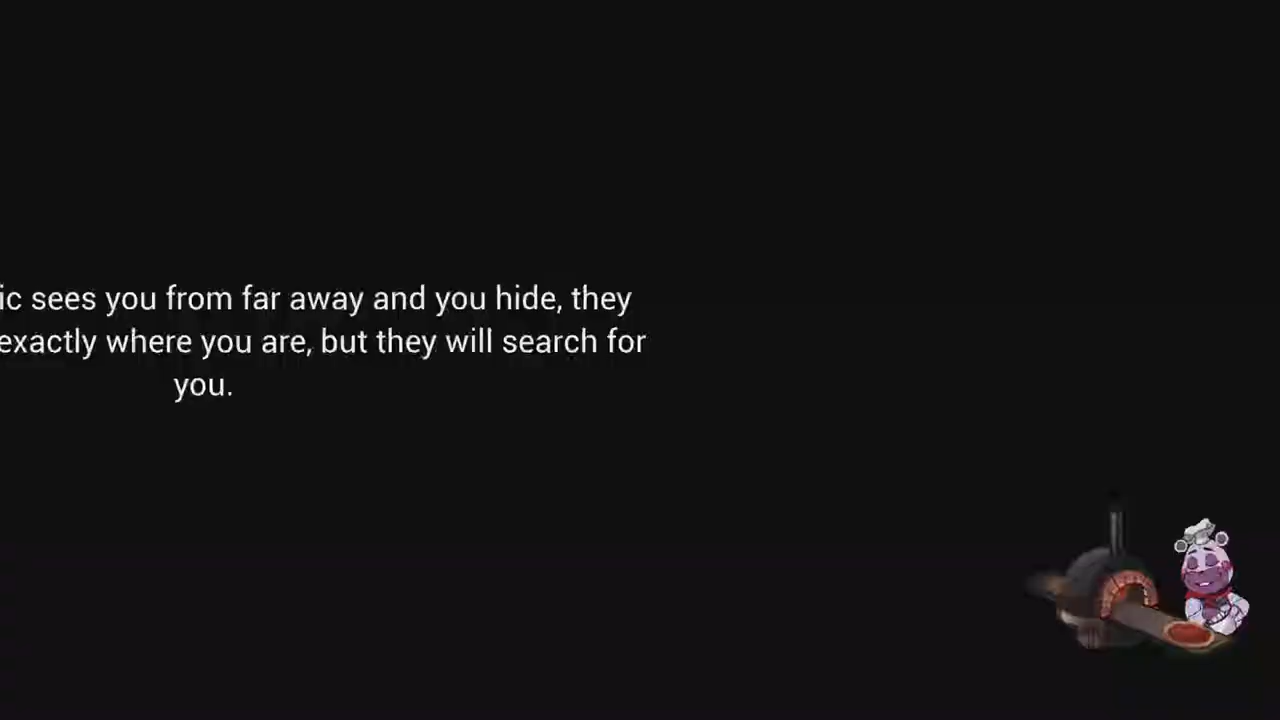 ic sees you from far away and you hide, they
exactly where you are, but they will search for
you.